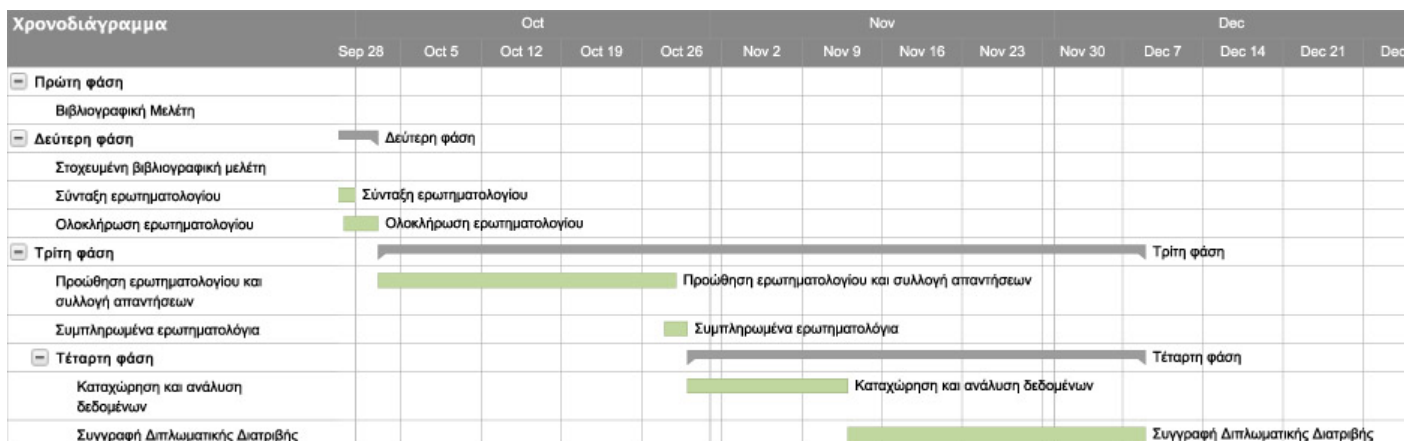 Χρονοδιάγραμμα
Oct Nov Dec
Sep 28 Oct 5 Oct 12 Oct 19 Oct 26 Nov 2 Nov 9 Nov 16 Nov 23 Nov 30 Dec 7 Dec 14 Dec 21 Dec
Πρώτη φάση
Βιβλιογραφική Μελέτη
Δεύτερη φάση Δεύτερη φάση
Στοχευμένη βιβλιογραφική μελέτη
Σύνταξη ερωτηματολογίου Σύνταξη ερωτηματολογίου
Ολοκλήρωση ερωτηματολογίου Ολοκλήρωση ερωτηματολογίου
Τρίτη φάση Τρίτη φάση
Προώθηση ερωτηματολογίου και Προώθηση ερωτηματολογίου και συλλογή απαντήσεων
συλλογή απαντήσεων
Συμπληρωμένα ερωτηματολόγια Συμπληρωμένα ερωτηματολόγια
Τέταρτη φάση Τέταρτη φάση
Καταχώρηση και ανάλυση Καταχώρηση και ανάλυση δεδομένων
δεδομένων
Συγγραφή Διπλωματικής Διατριβής Συγγραφή Διπλωματικής Διατριβής